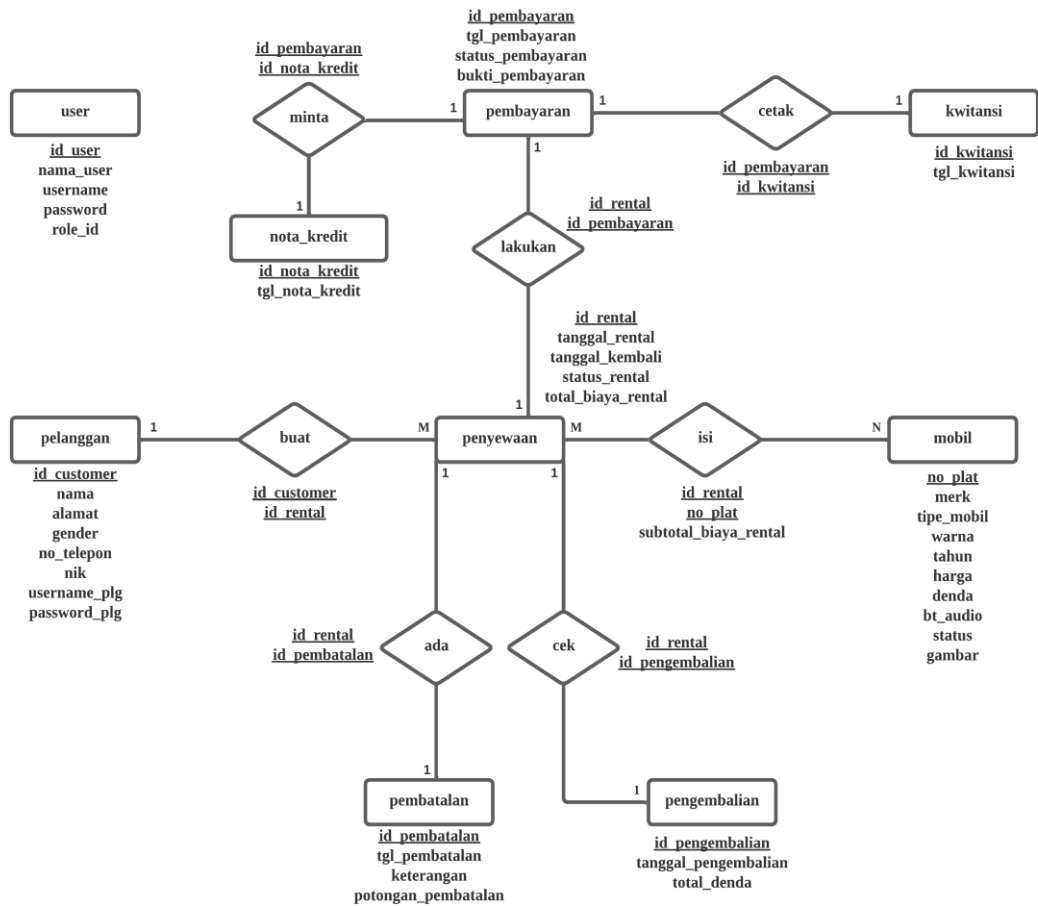 id_pembayaran
tgl_pembayaran
status_pembayaran
bukti_pembayaran
id_pembayaran
id_nota_kredit
user
minta
1
pembayaran
1
cetak
1
kwitansi
id_user
nama_user
username
password
role_id
1
id_pembayaran
id_kwitansi
id_kwitansi
tgl_kwitansi
1
nota_kredit
id_nota_kredit
tgl_nota_kredit
id_rental
id_pembayaran
lakukan
id_rental
tanggal_rental
tanggal_kembali
status_rental
total_biaya_rental
1
pelanggan
1
buat
M
penyewaan
M
isi
N
mobil
id_customer
nama
alamat
gender
no_telepon
nik
username_plg
password_plg
id_customer
id_rental
1
1
id_rental
no_plat
subtotal_biaya_rental
no_plat
merk
tipe_mobil
warna
tahun
harga
denda
bt_audio
status
gambar
id_rental
id_pembatalan
ada
cek
id_rental
id_pengembalian
1
pembatalan
1
pengembalian
id_pembatalan
tgl_pembatalan
keterangan
potongan_pembatalan
id_pengembalian
tanggal_pengembalian
total_denda